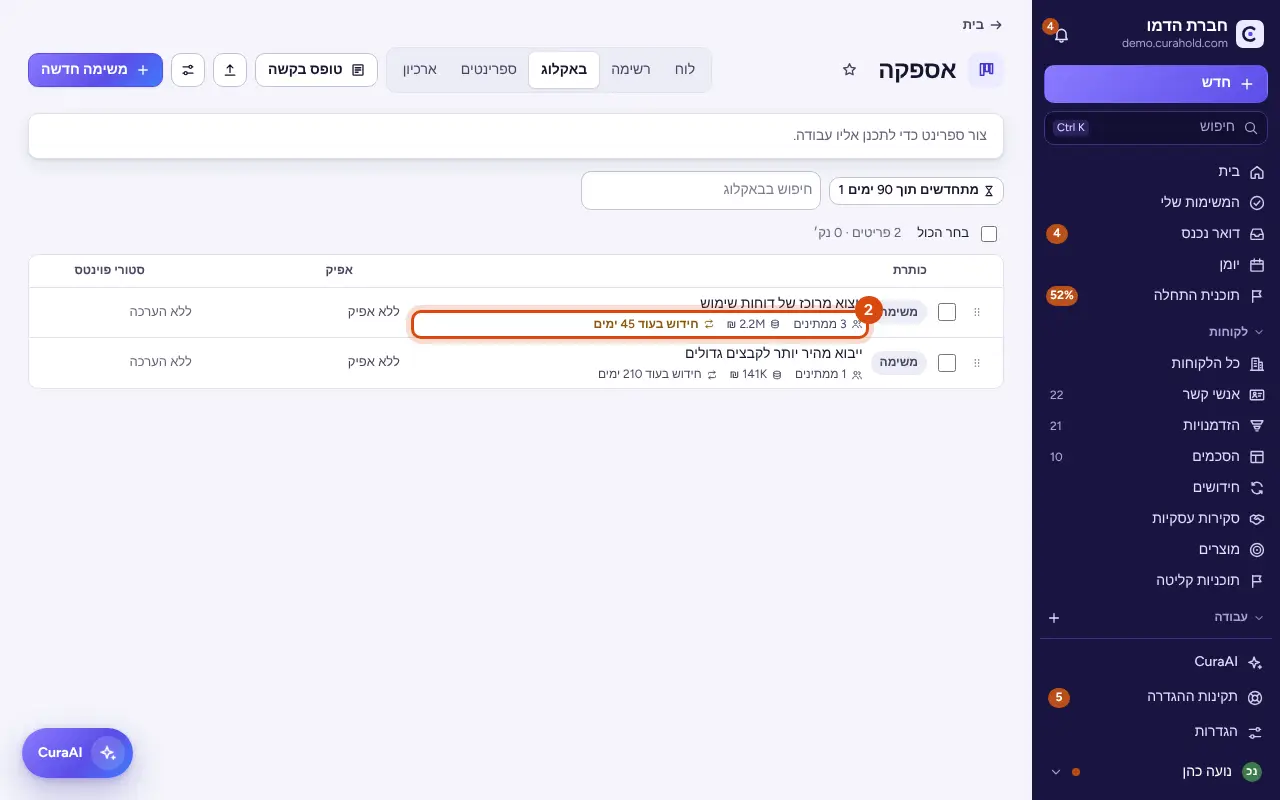 חברת הדמו
demo.curahold.com
4
חדש
חיפוש
Ctrl K
בית
המשימות שלי
דואר נכנס
4
יומן
תוכנית התחלה
52%
לקוחות
כל הלקוחות
אנשי קשר
22
הזדמנויות
21
הסכמים
10
חידושים
סקירות עסקיות
מוצרים
תוכניות קליטה
עבודה
CuraAI
תקינות ההגדרה
5
הגדרות
נכ
נועה כהן
בית
אספקה
לוח
רשימה
באקלוג
ספרינטים
ארכיון
טופס בקשה
משימה חדשה
צור ספרינט כדי לתכנן אליו עבודה.
מתחדשים תוך 90 ימים 1
חיפוש בבאקלוג
בחר הכול
2 פריטים · 0 נק׳
כותרת
אפיק
סטורי פוינטס
משימה
2
מרוכז של דוחות שימוש
3 ממתינים
2.2M ₪
חידוש בעוד 45 ימים
ללא אפיק
ללא הערכה
משימה
ייבוא מהיר יותר לקבצים גדולים
1 ממתינים
141K ₪
חידוש בעוד 210 ימים
ללא אפיק
ללא הערכה
CuraAI